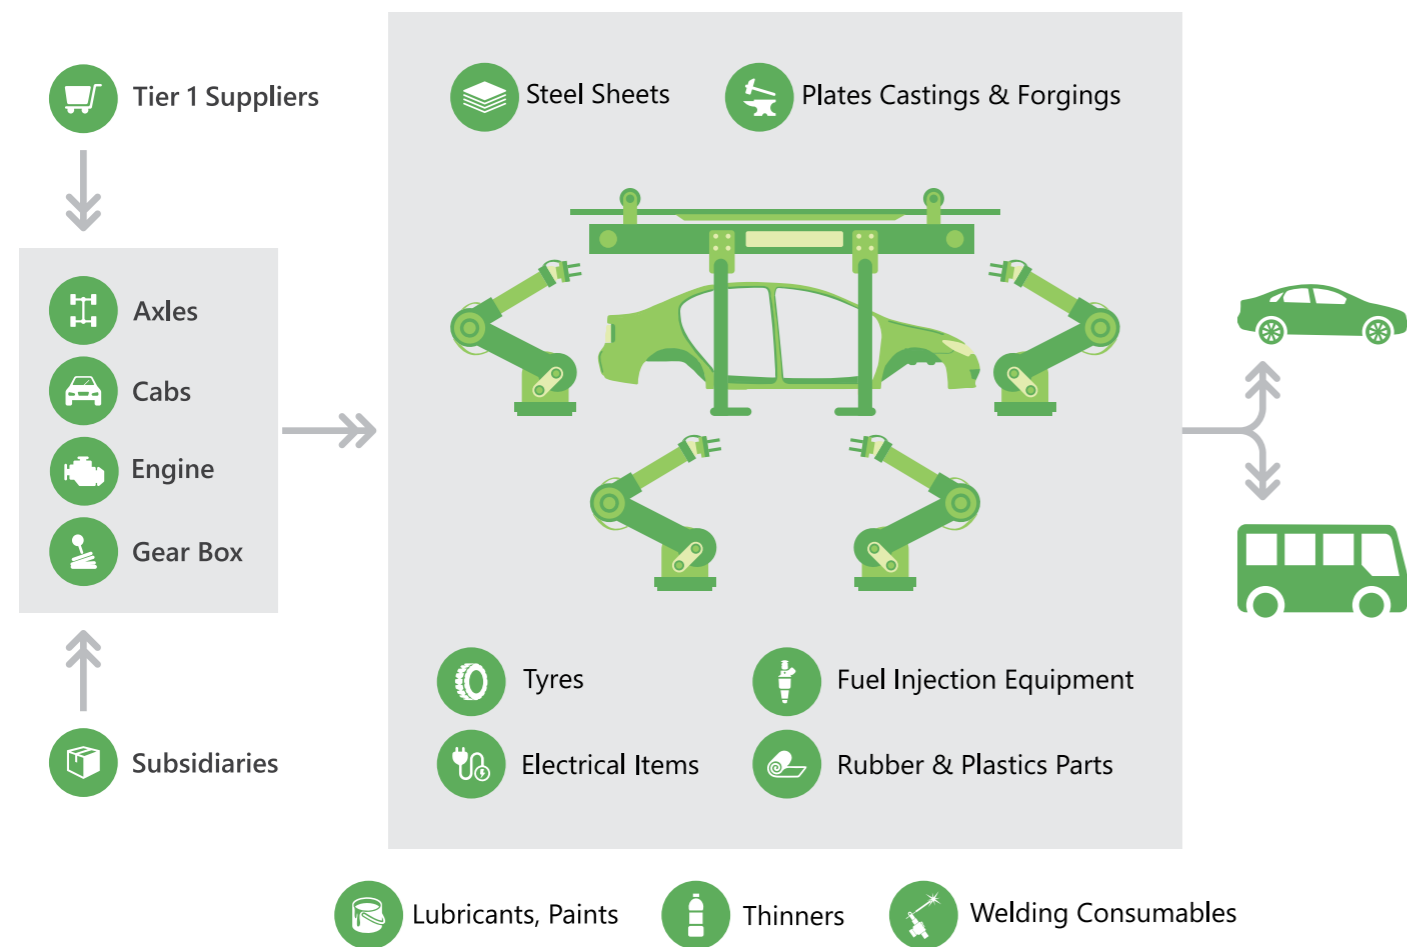 Tier 1 Suppliers
Steel Sheets
Plates Castings & Forgings
Axles
Cabs
Engine
Gear Box
Subsidiaries
Tyres
Fuel Injection Equipment
Electrical Items
Rubber & Plastics Parts
Lubricants, Paints
Thinners
Welding Consumables